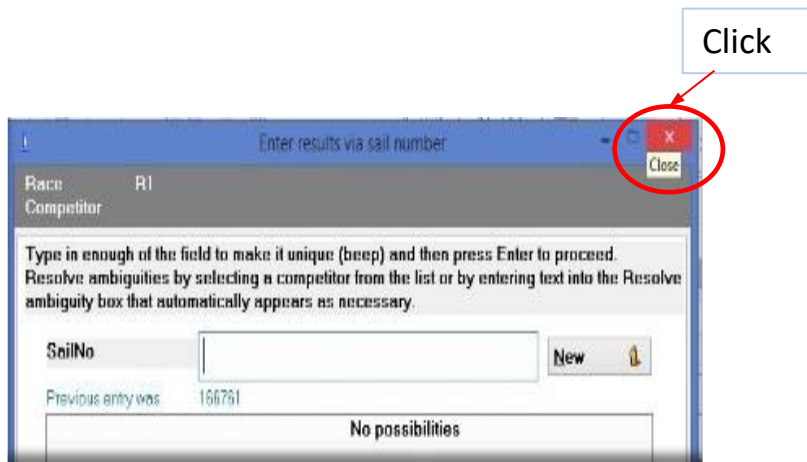 Click
Enter results via sail number
x
Close
Race R1
Competitor
Type in enough of the field to make it unique (beep) and then press Enter to proceed.
Resolve ambiguities by selecting a competitor from the list or by entering text into the Resolve
ambiguity box that automatically appears as necessary.
SailNo
New
Previous entry was 166761
No possibilities